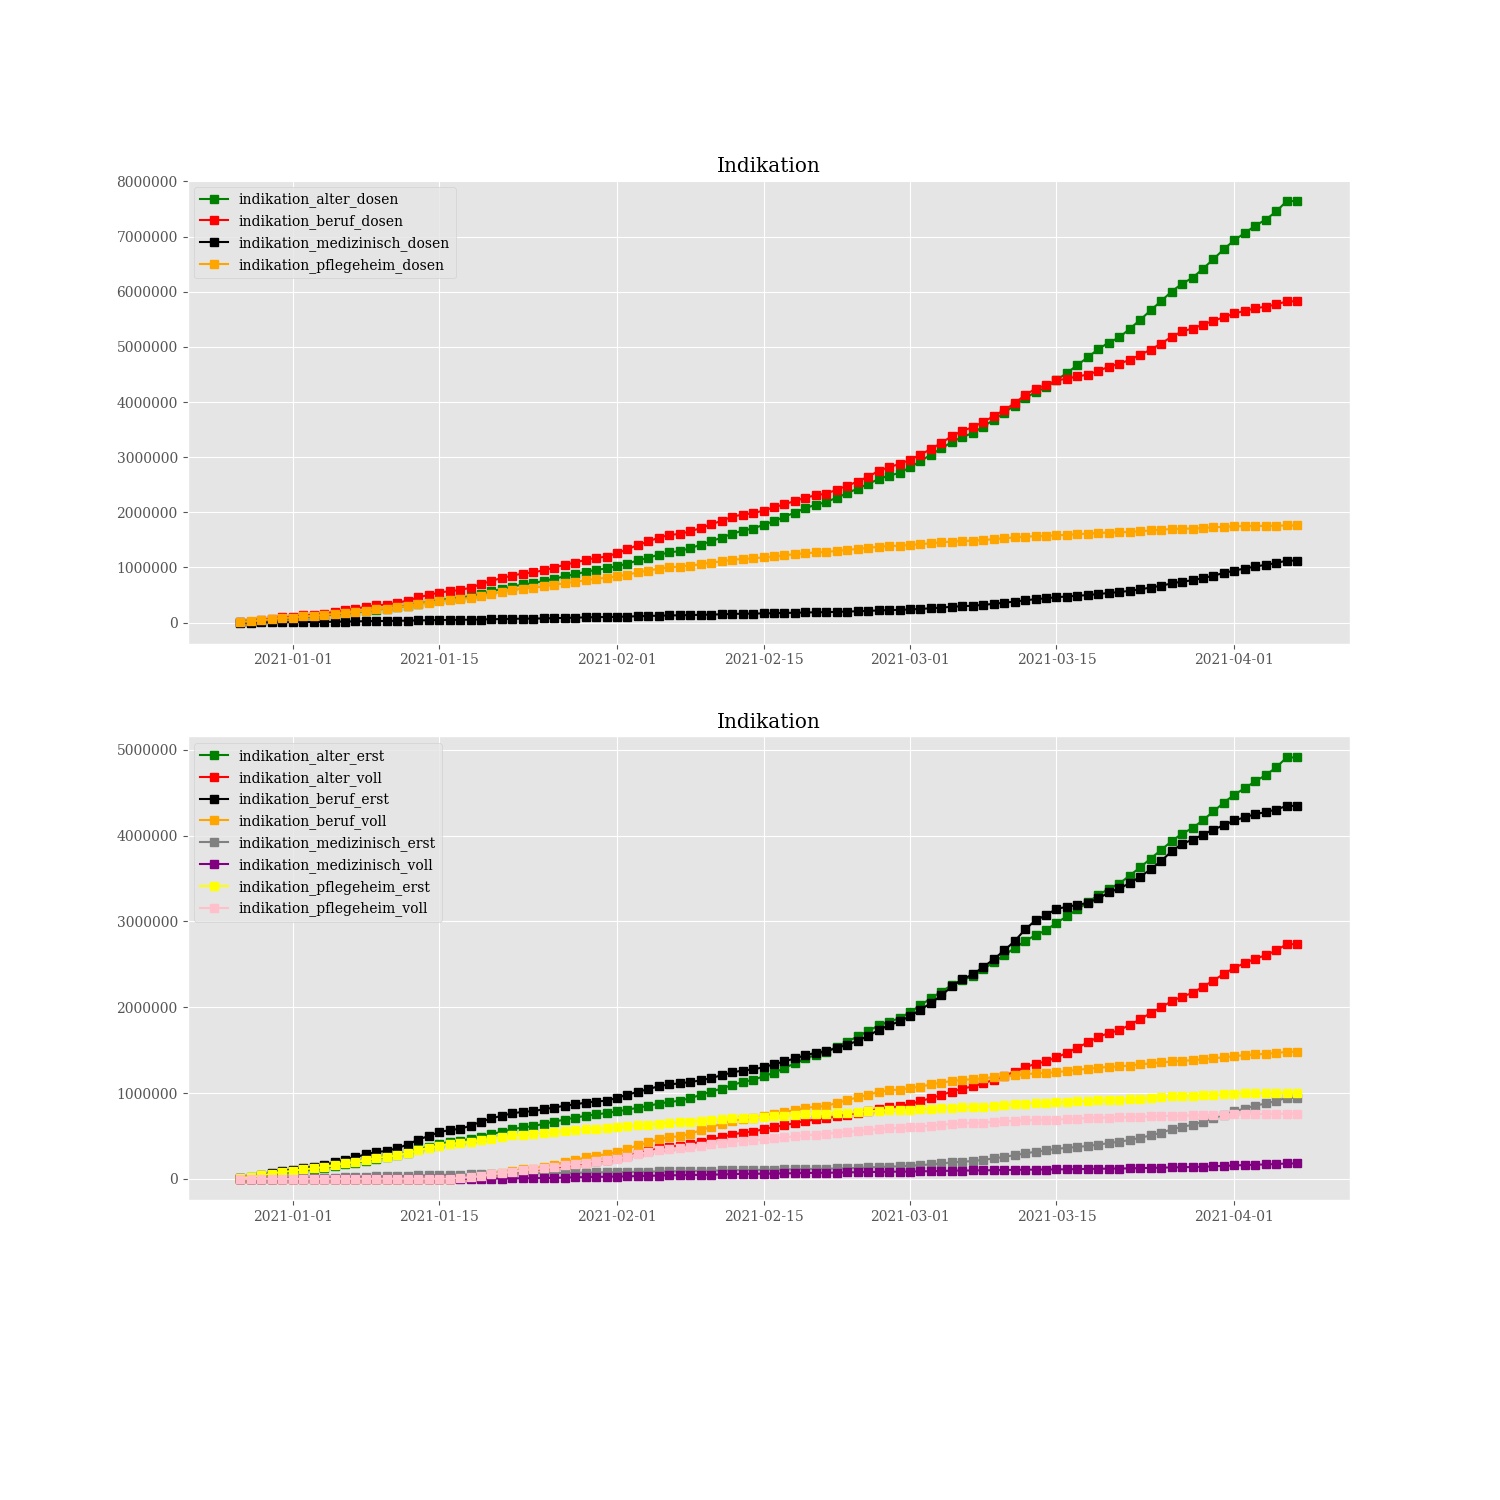 Indikation
8000000
7000000
6000000
5000000
4000000
3000000
2000000
1000000
0
indikation_alter_dosen
indikation_beruf_dosen
indikation_medizinisch_dosen
indikation_pflegeheim_dosen
2021-01-01 2021-01-15 2021-02-01 2021-02-15 2021-03-01 2021-03-15 2021-04-01
Indikation
5000000
4000000
3000000
2000000
1000000
0
indikation_alter_erst
indikation_alter_voll
indikation_beruf_erst
indikation_beruf_voll
indikation_medizinisch_erst
indikation_medizinisch_voll
indikation_pflegeheim_erst
indikation_pflegeheim_voll
2021-01-01 2021-01-15 2021-02-01 2021-02-15 2021-03-01 2021-03-15 2021-04-01